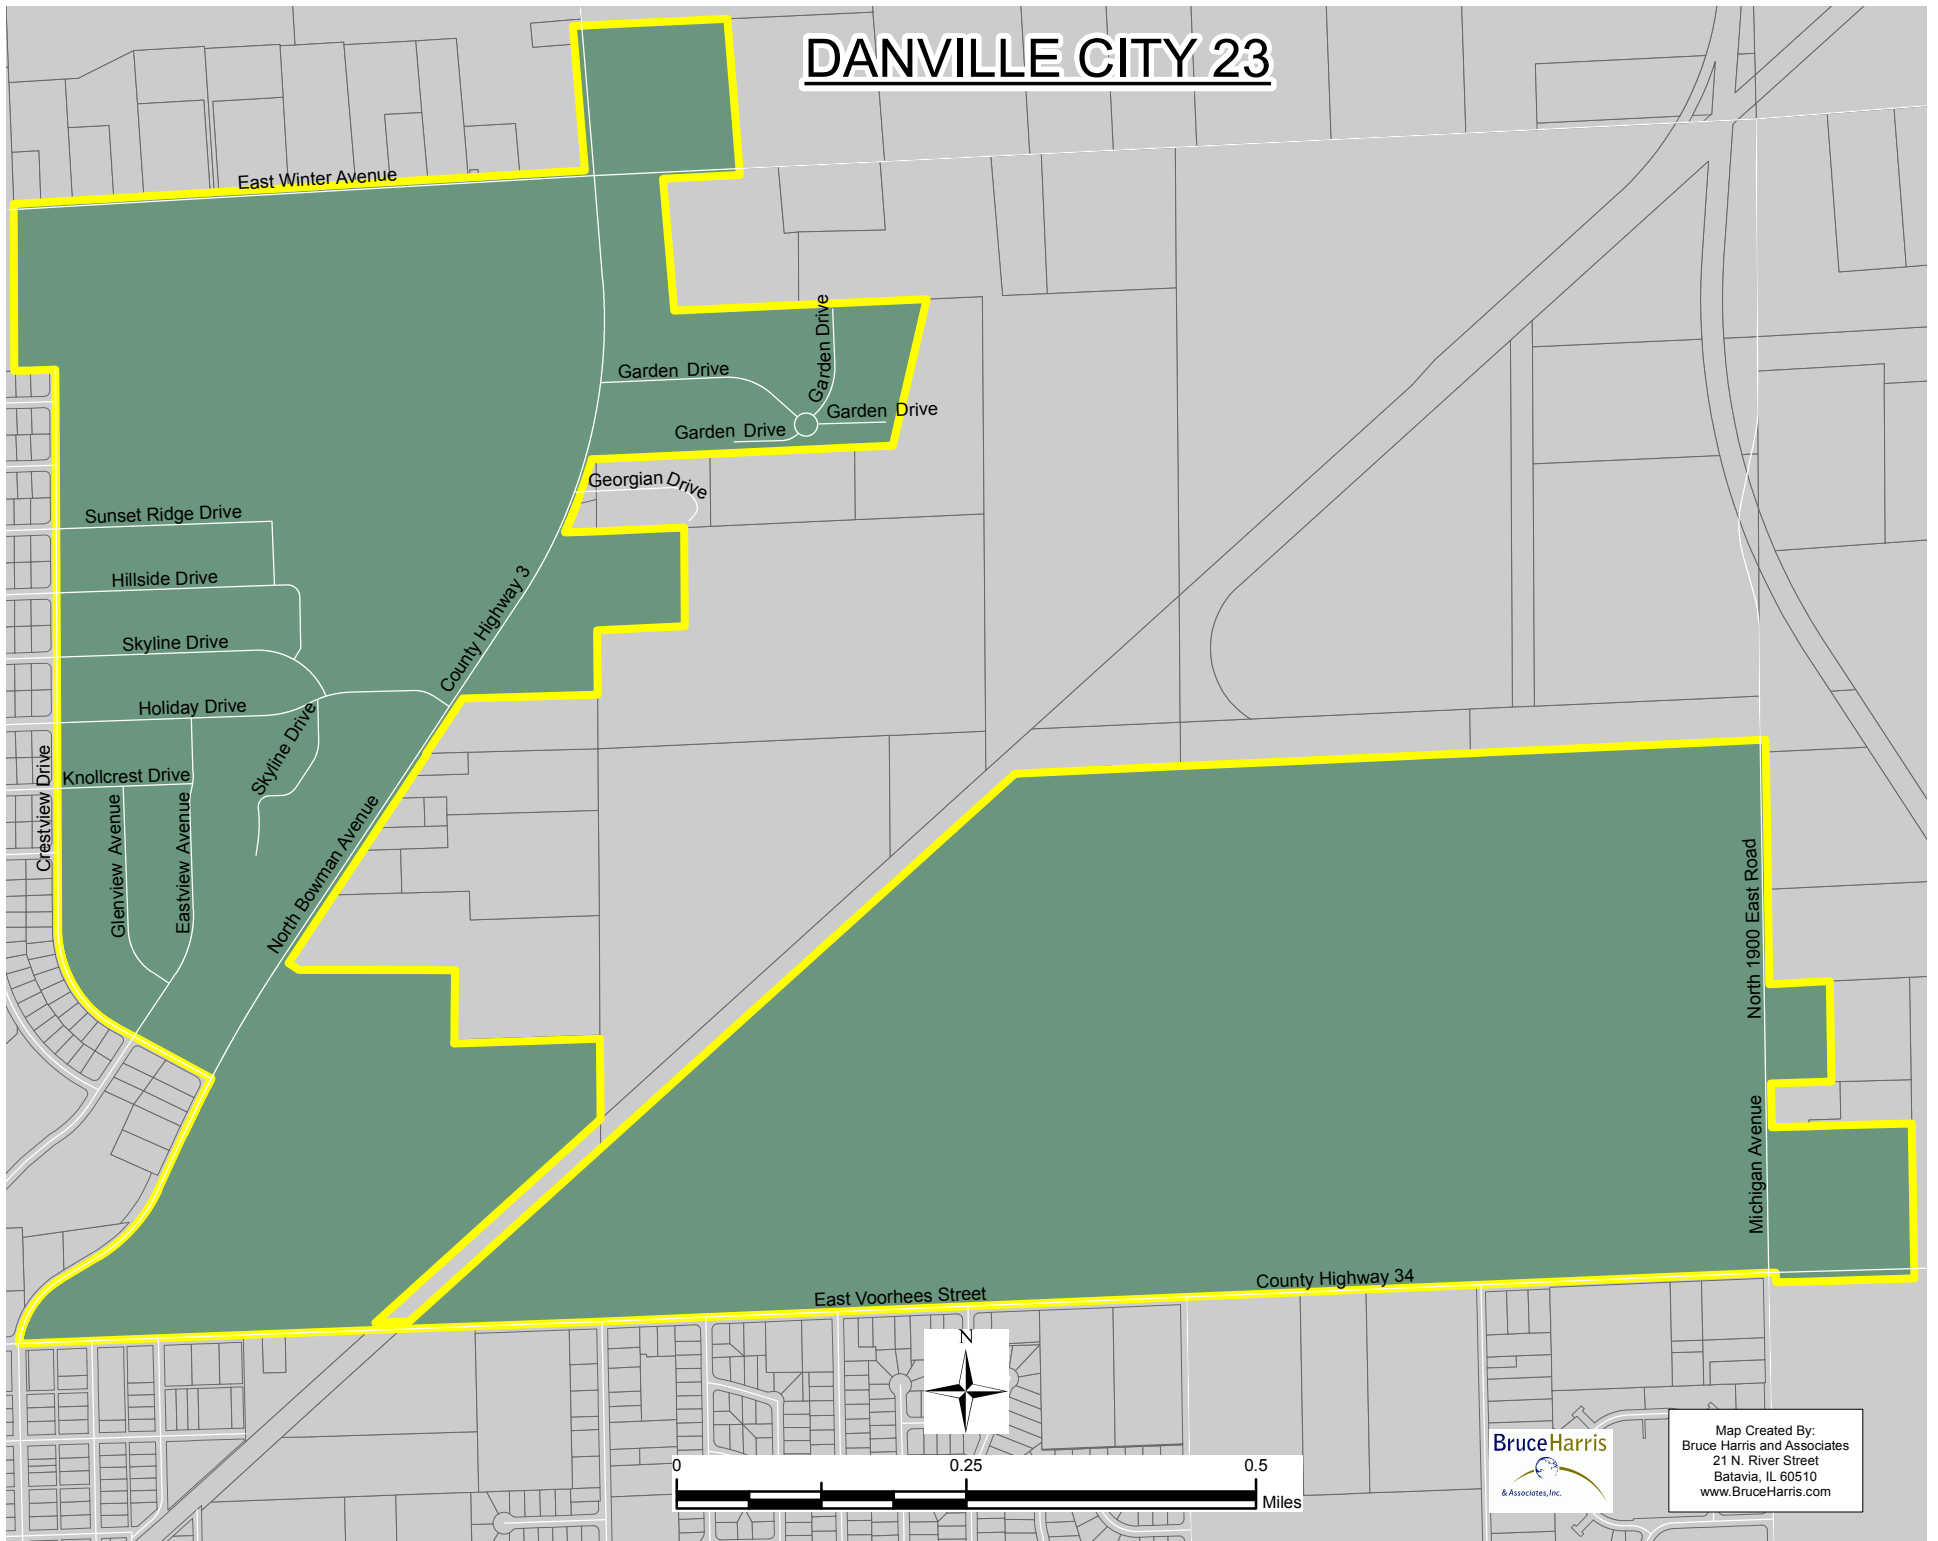 DANVILLE CITY 23
East Winter Avenue
Garden Drive
Garden Drive
Garden Drive
Garden Drive
Georgian Drive
Sunset Ridge Drive
Hillside Drive
County Highway 3
Skyline Drive
Holiday Drive
Skyline Drive
Knollcrest Drive
Crestview Drive
Glenview Avenue
Eastview Avenue
North Bowman Avenue
North 1900 East Road
Michigan Avenue
County Highway 34
East Voorhees Street
N
0
0.25
0.5
Miles
BruceHarris
& Associates, Inc.
Map Created By:
Bruce Harris and Associates
21 N. River Street
Batavia, IL 60510
www.BruceHarris.com